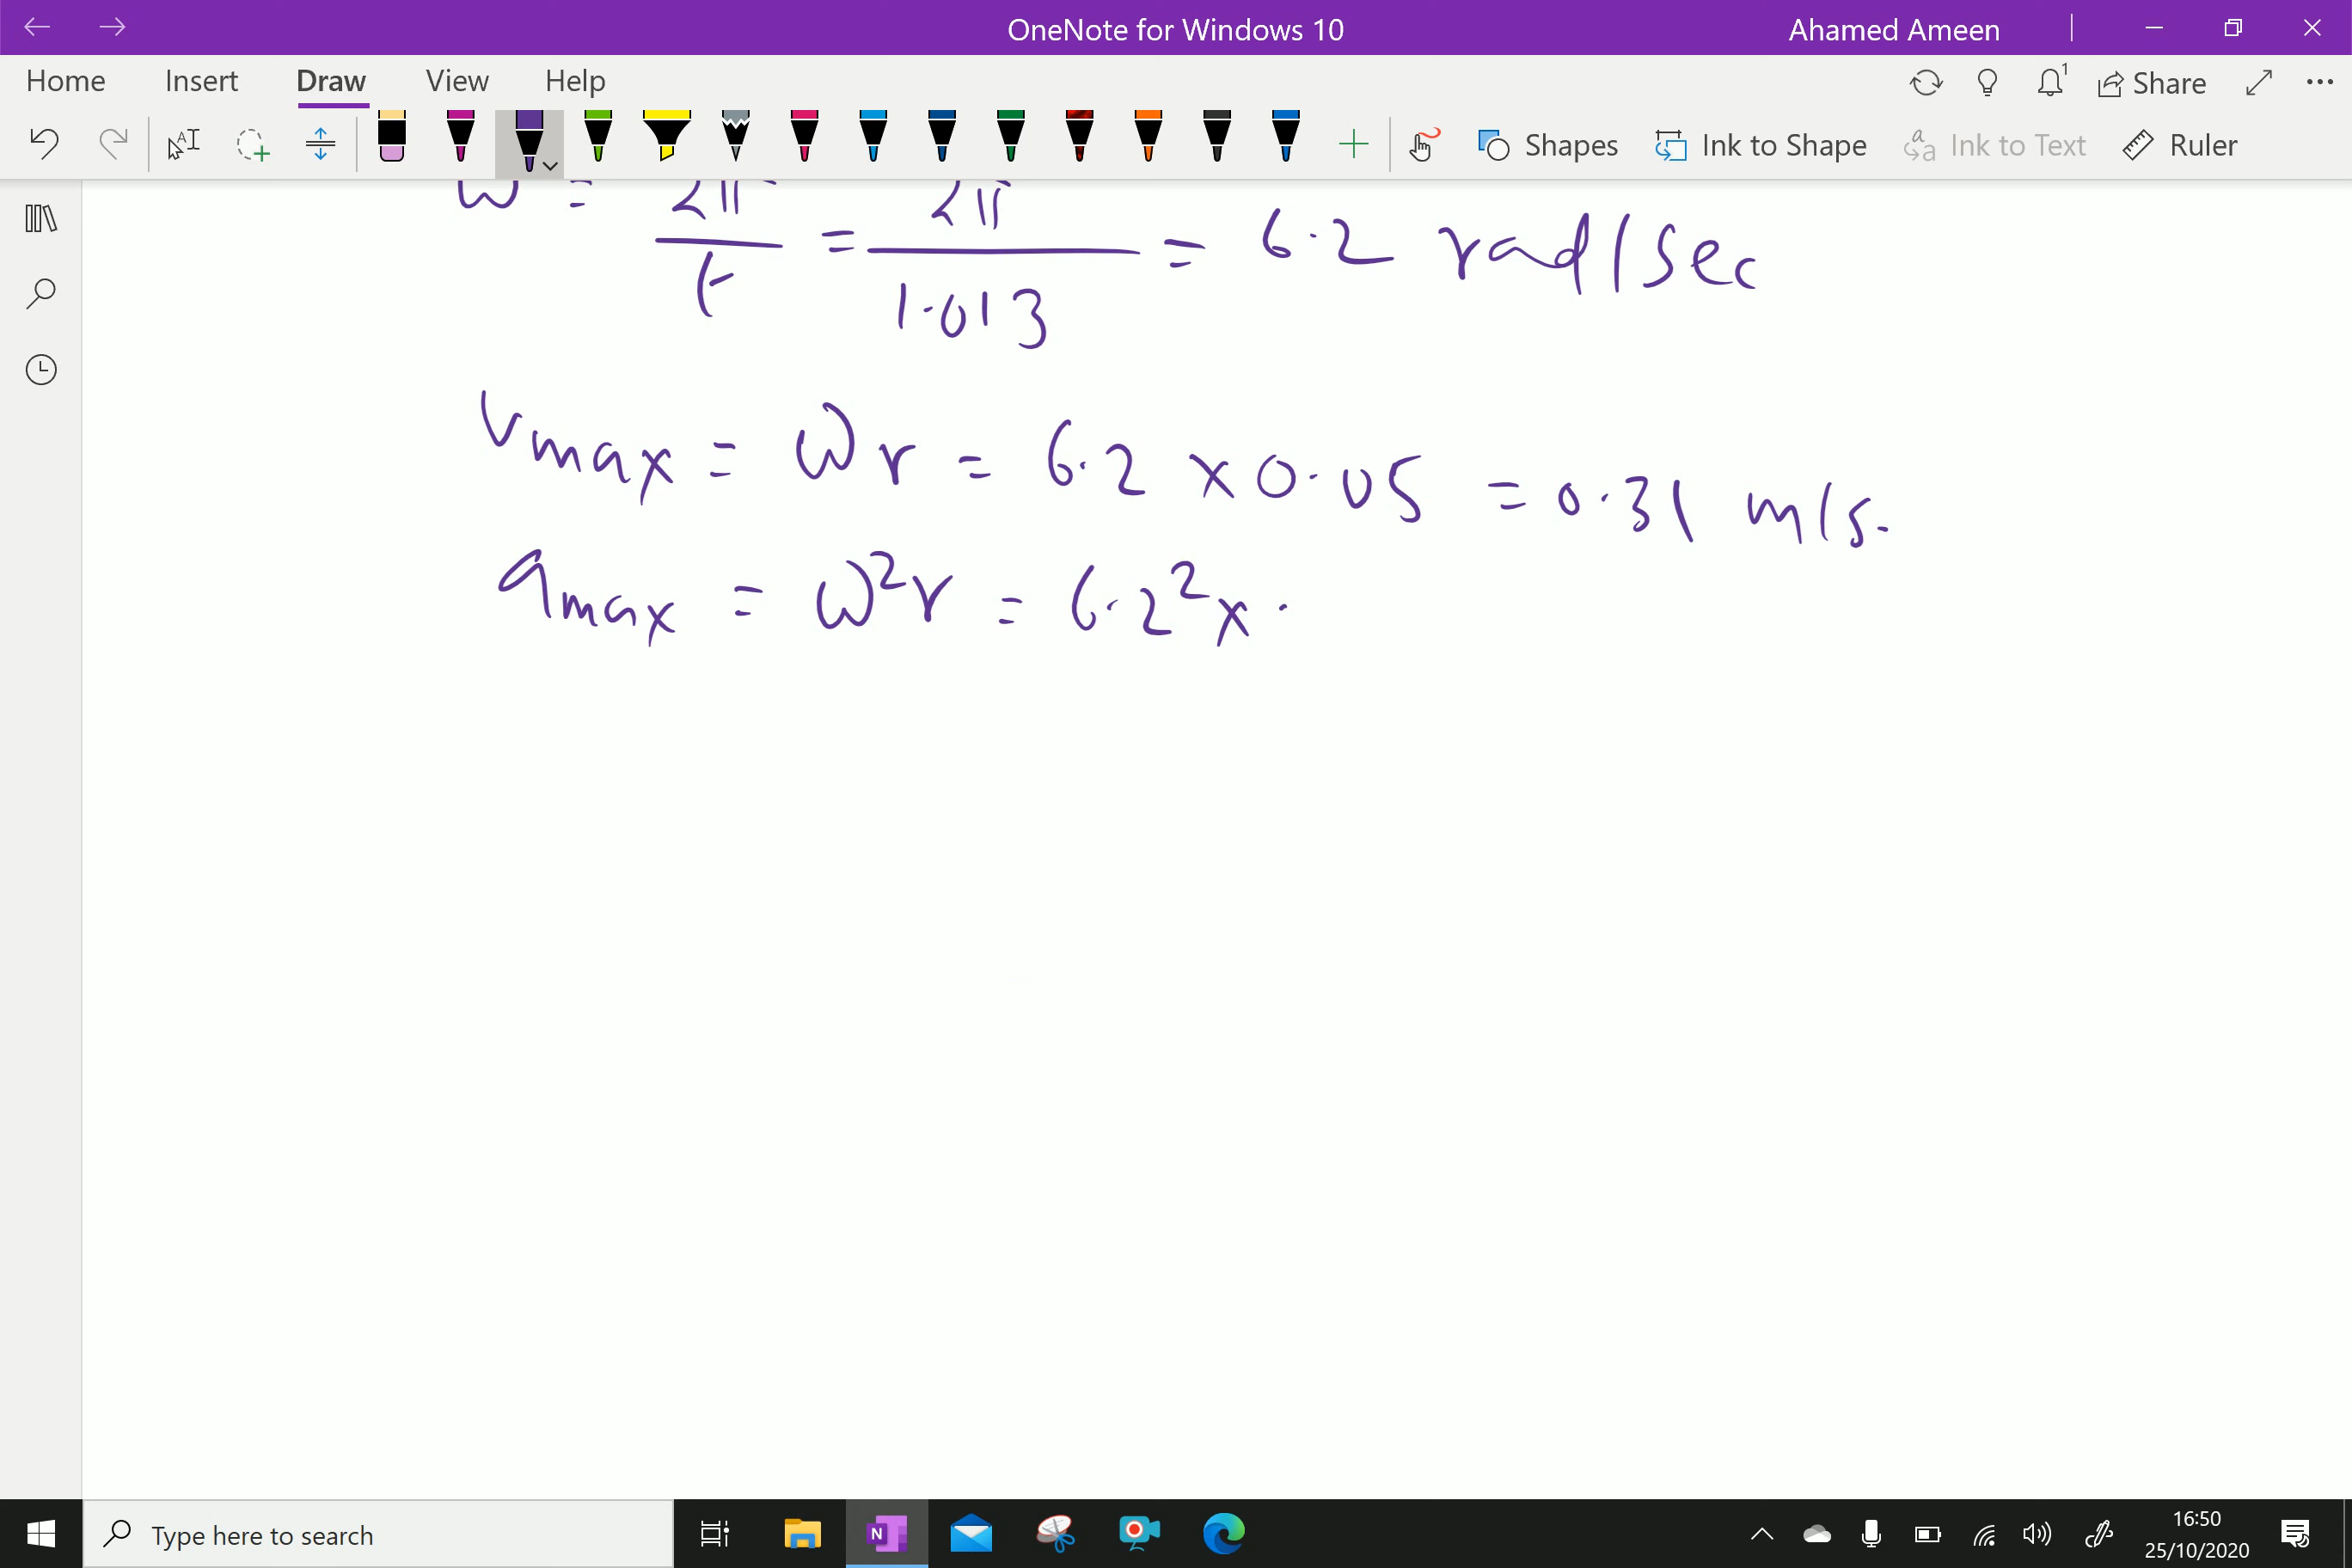 OneNote for Windows 10 Ahamed Ameen
Home Insert Draw View Help 1 Share
Shapes Ink to Shape Ink to Text Ruler
ω = 2π/t = 2π/1.013 = 6.2 rad/sec
Vmax = ωr = 6.2 x 0.05 = 0.31 m/s.
amax = ω²r = 6.2² x .
Type here to search
16:50
25/10/2020